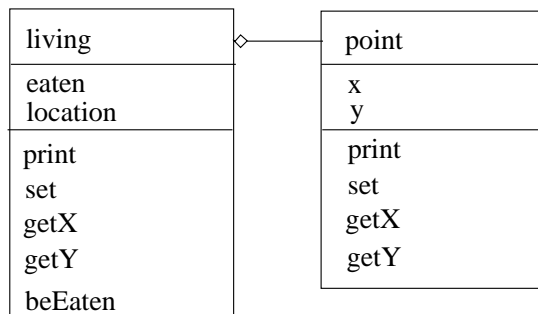 living
eaten
location
print
set
getX
getY
beEaten
point
x
y
print
set
getX
getY